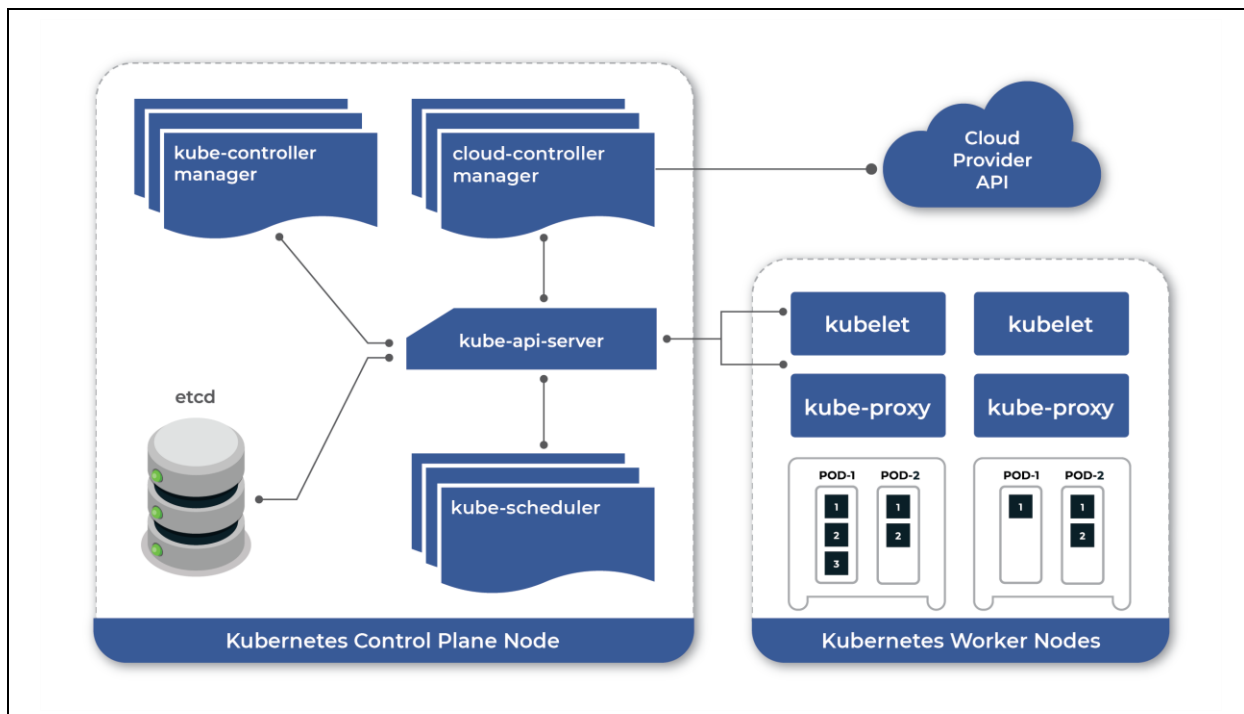 kube-controller
manager
cloud-controller
manager
Cloud
Provider
API
kube-api-server
etcd
kube-scheduler
Kubernetes Control Plane Node
kubelet
kubelet
kube-proxy
kube-proxy
POD-1
POD-2
1
2
3
1
2
POD-1
POD-2
1
1
2
Kubernetes Worker Nodes